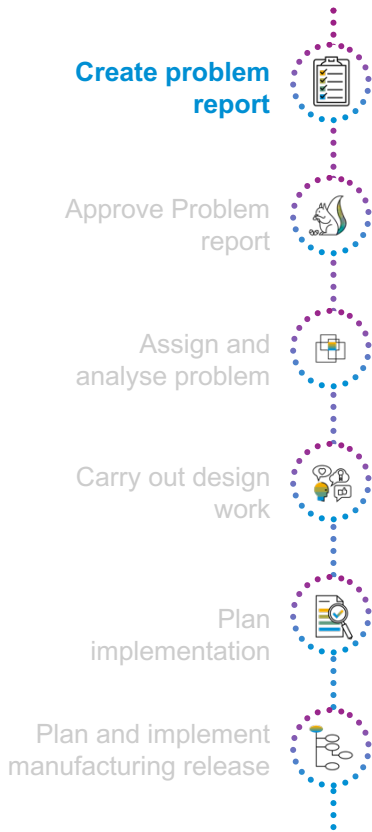 Create problem
report
Approve Problem
report
Assign and
analyse problem
Carry out design
work
Plan
implementation
Plan and implement
manufacturing release